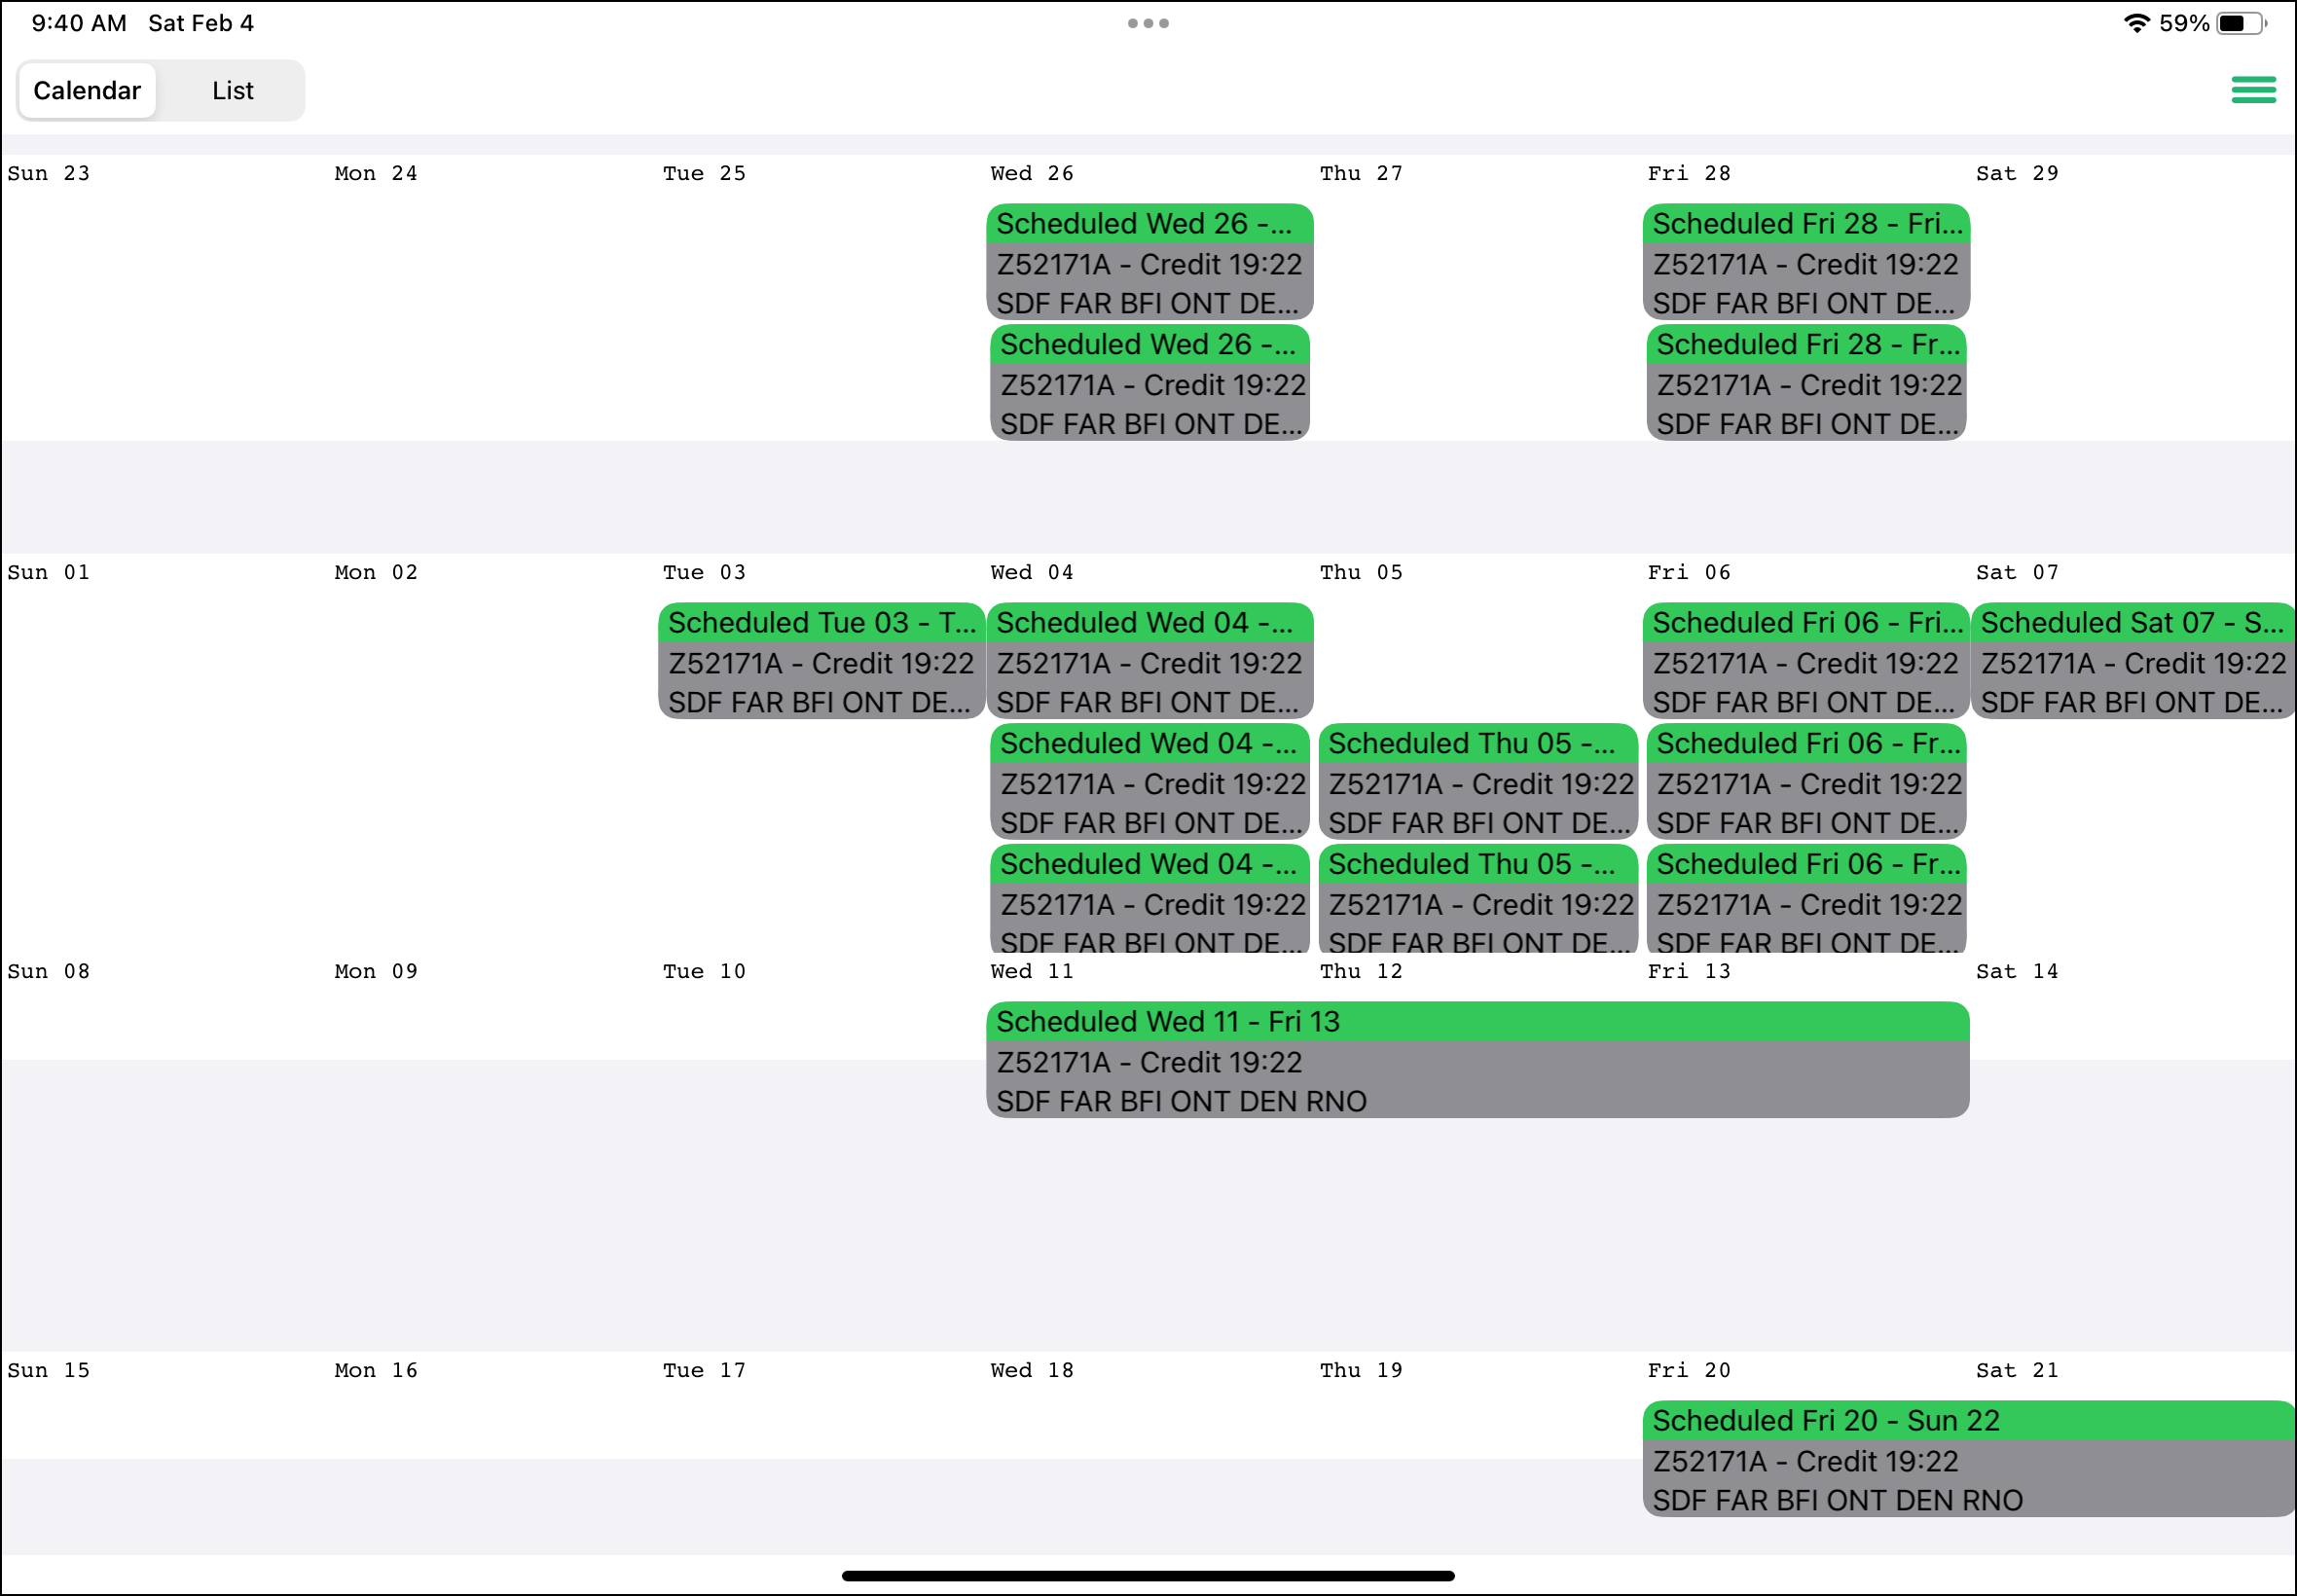 9:40 AM Sat Feb 4
59%
Calendar List
Sun 23 Mon 24 Tue 25 Wed 26 Thu 27 Fri 28 Sat 29
Scheduled Wed 26 -... Scheduled Fri 28 - Fri...
Z52171A - Credit 19:22 Z52171A - Credit 19:22
SDF FAR BFI ONT DE... SDF FAR BFI ONT DE...
Scheduled Wed 26 -... Scheduled Fri 28 - Fr...
Z52171A - Credit 19:22 Z52171A - Credit 19:22
SDF FAR BFI ONT DE... SDF FAR BFI ONT DE...
Sun 01 Mon 02 Tue 03 Wed 04 Thu 05 Fri 06 Sat 07
Scheduled Tue 03 - T... Scheduled Wed 04 -... Scheduled Fri 06 - Fri... Scheduled Sat 07 - S...
Z52171A - Credit 19:22 Z52171A - Credit 19:22 Z52171A - Credit 19:22 Z52171A - Credit 19:22
SDF FAR BFI ONT DE... SDF FAR BFI ONT DE... SDF FAR BFI ONT DE... SDF FAR BFI ONT DE...
Scheduled Wed 04 -... Scheduled Thu 05 -... Scheduled Fri 06 - Fr...
Z52171A - Credit 19:22 Z52171A - Credit 19:22 Z52171A - Credit 19:22
SDF FAR BFI ONT DE... SDF FAR BFI ONT DE... SDF FAR BFI ONT DE...
Scheduled Wed 04 -... Scheduled Thu 05 -... Scheduled Fri 06 - Fr...
Z52171A - Credit 19:22 Z52171A - Credit 19:22 Z52171A - Credit 19:22
SDF FAR BFI ONT DE... SDF FAR BFI ONT DE... SDF FAR BFI ONT DE...
Sun 08 Mon 09 Tue 10 Wed 11 Thu 12 Fri 13 Sat 14
Scheduled Wed 11 - Fri 13
Z52171A - Credit 19:22
SDF FAR BFI ONT DEN RNO
Sun 15 Mon 16 Tue 17 Wed 18 Thu 19 Fri 20 Sat 21
Scheduled Fri 20 - Sun 22
Z52171A - Credit 19:22
SDF FAR BFI ONT DEN RNO